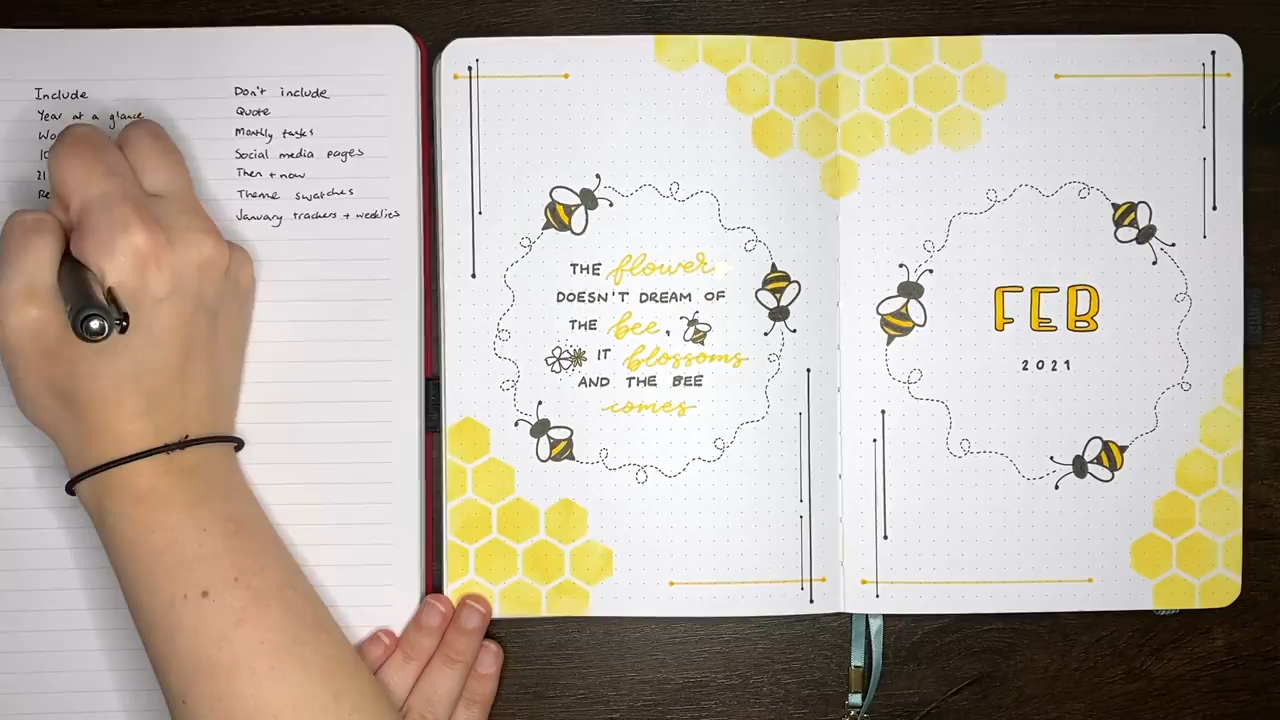 Include
Year at a glance
Don't include
Quote
Monthly tasks
Social media pages
Then + now
Theme swatches
January trackers + weeklies
THE flower
DOESN'T DREAM OF
THE bee,
IT blossoms
AND THE BEE
comes
FEB
2021